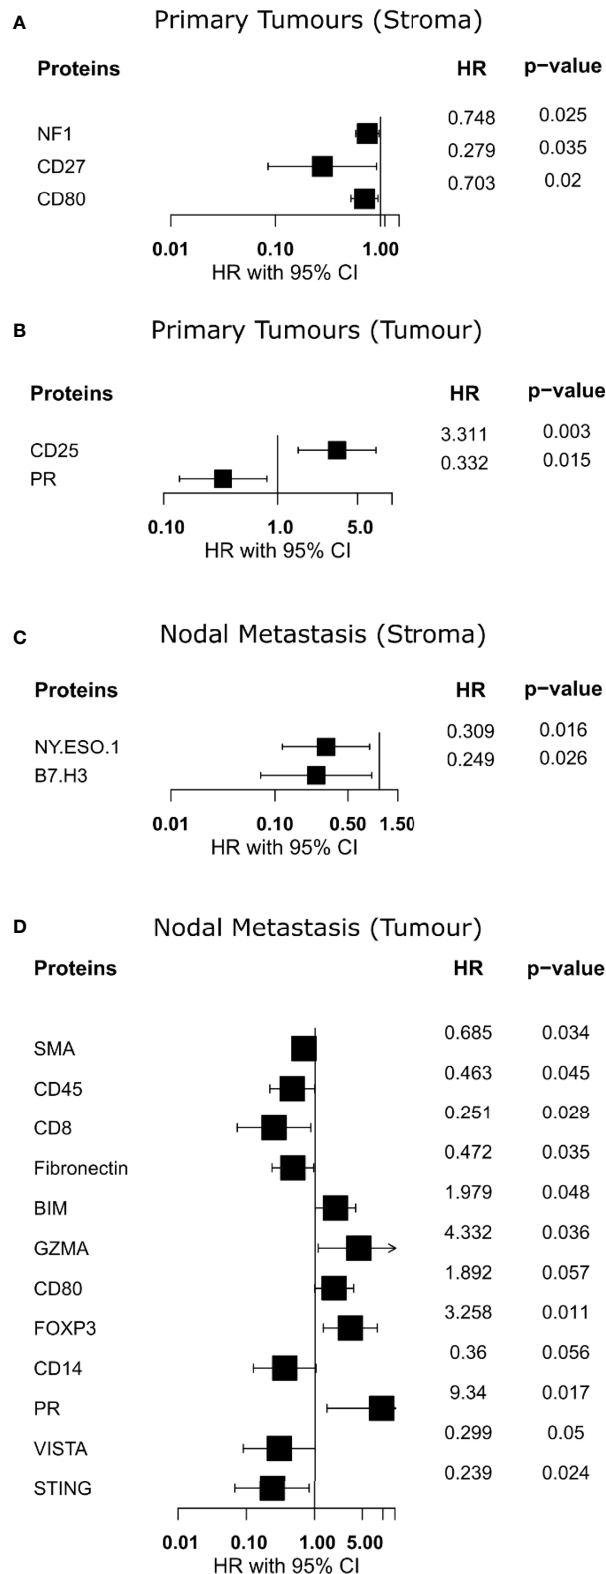 A Primary Tumours (Stroma)
Proteins HR p−value
NF1 0.748 0.025
CD27 0.279 0.035
CD80 0.703 0.02
0.01 0.10 1.00
HR with 95% CI
B Primary Tumours (Tumour)
Proteins HR p−value
CD25 3.311 0.003
PR 0.332 0.015
0.10 1.0 5.0
HR with 95% CI
C Nodal Metastasis (Stroma)
Proteins HR p−value
NY.ESO.1 0.309 0.016
B7.H3 0.249 0.026
0.01 0.10 0.50 1.50
HR with 95% CI
D Nodal Metastasis (Tumour)
Proteins HR p−value
SMA 0.685 0.034
CD45 0.463 0.045
CD8 0.251 0.028
Fibronectin 0.472 0.035
BIM 1.979 0.048
GZMA 4.332 0.036
CD80 1.892 0.057
FOXP3 3.258 0.011
CD14 0.36 0.056
PR 9.34 0.017
VISTA 0.299 0.05
STING 0.239 0.024
0.01 0.10 1.00 5.00
HR with 95% CI